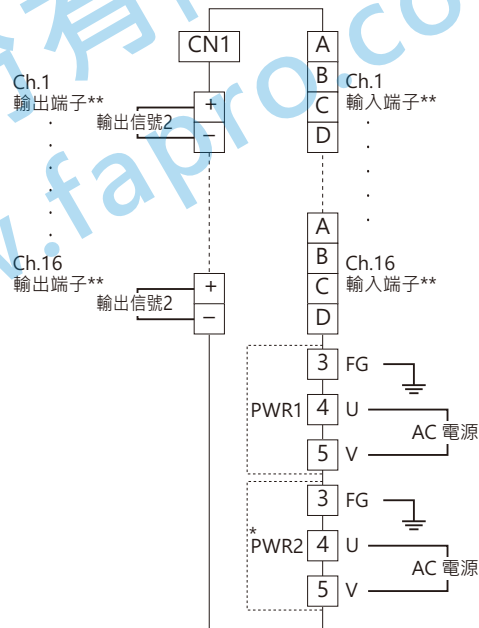 CN1
A
B
C
D
Ch.1
輸出端子**
輸出信號2
+
−
Ch.1
輸入端子**
Ch.16
輸出端子**
輸出信號2
+
−
A
B
C
D
Ch.16
輸入端子**
PWR1
3 FG
4 U
5 V
AC 電源
*
PWR2
3 FG
4 U
5 V
AC 電源
w.fapro.co